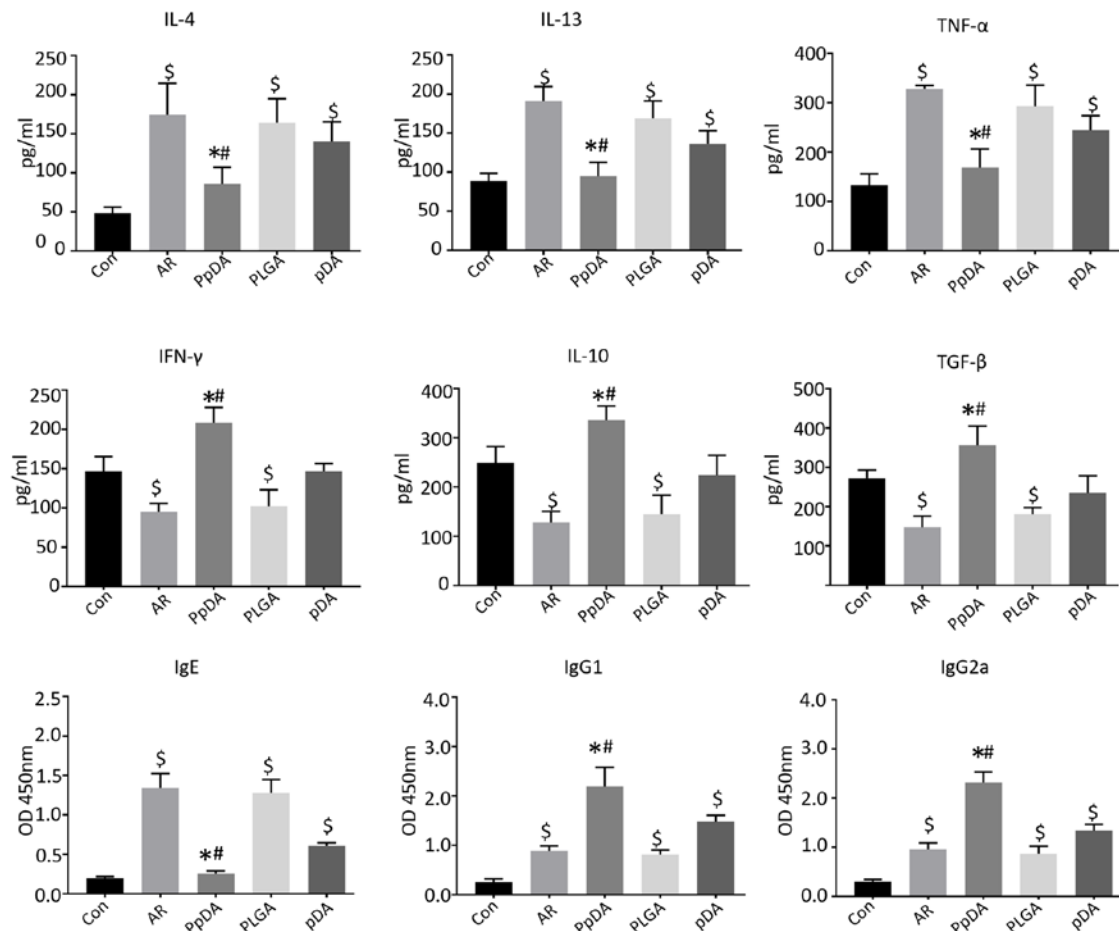 IL-4
pg/ml
250
200
150
100
50
0
0
$
*#
$
$
Con
AR
PpDA
PLGA
pDA
IL-13
pg/ml
250
200
150
100
50
0
$
*#
$
$
Con
AR
PpDA
PLGA
pDA
TNF-α
pg/ml
400
300
200
100
0
$
*#
$
$
Con
AR
PpDA
PLGA
pDA
IFN-γ
pg/ml
250
200
150
100
50
0
$
*#
$
Con
AR
PpDA
PLGA
pDA
IL-10
pg/ml
400
300
200
100
0
$
*#
$
Con
AR
PpDA
PLGA
pDA
TGF-β
pg/ml
500
400
300
200
100
$
*#
$
Con
AR
PpDA
PLGA
pDA
IgE
OD 450nm
2.5
2.0
1.5
1.0
0.5
0.0
$
*#
$
$
Con
AR
PpDA
PLGA
pDA
IgG1
OD 450nm
4.0
3.0
2.0
1.0
0.0
$
*#
$
$
Con
AR
PpDA
PLGA
pDA
IgG2a
OD 450nm
4.0
3.0
2.0
1.0
0.0
$
*#
$
$
Con
AR
PpDA
PLGA
pDA